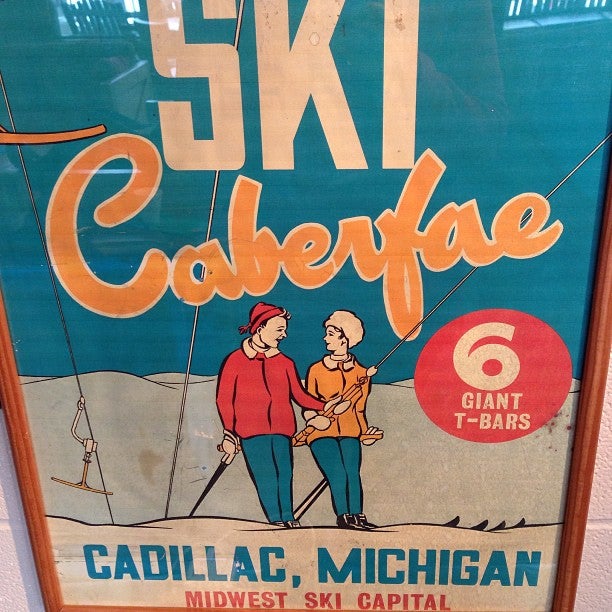 SKI
Caberfae
6
GIANT
T-BARS
CADILLAC, MICHIGAN
MIDWEST SKI CAPITAL